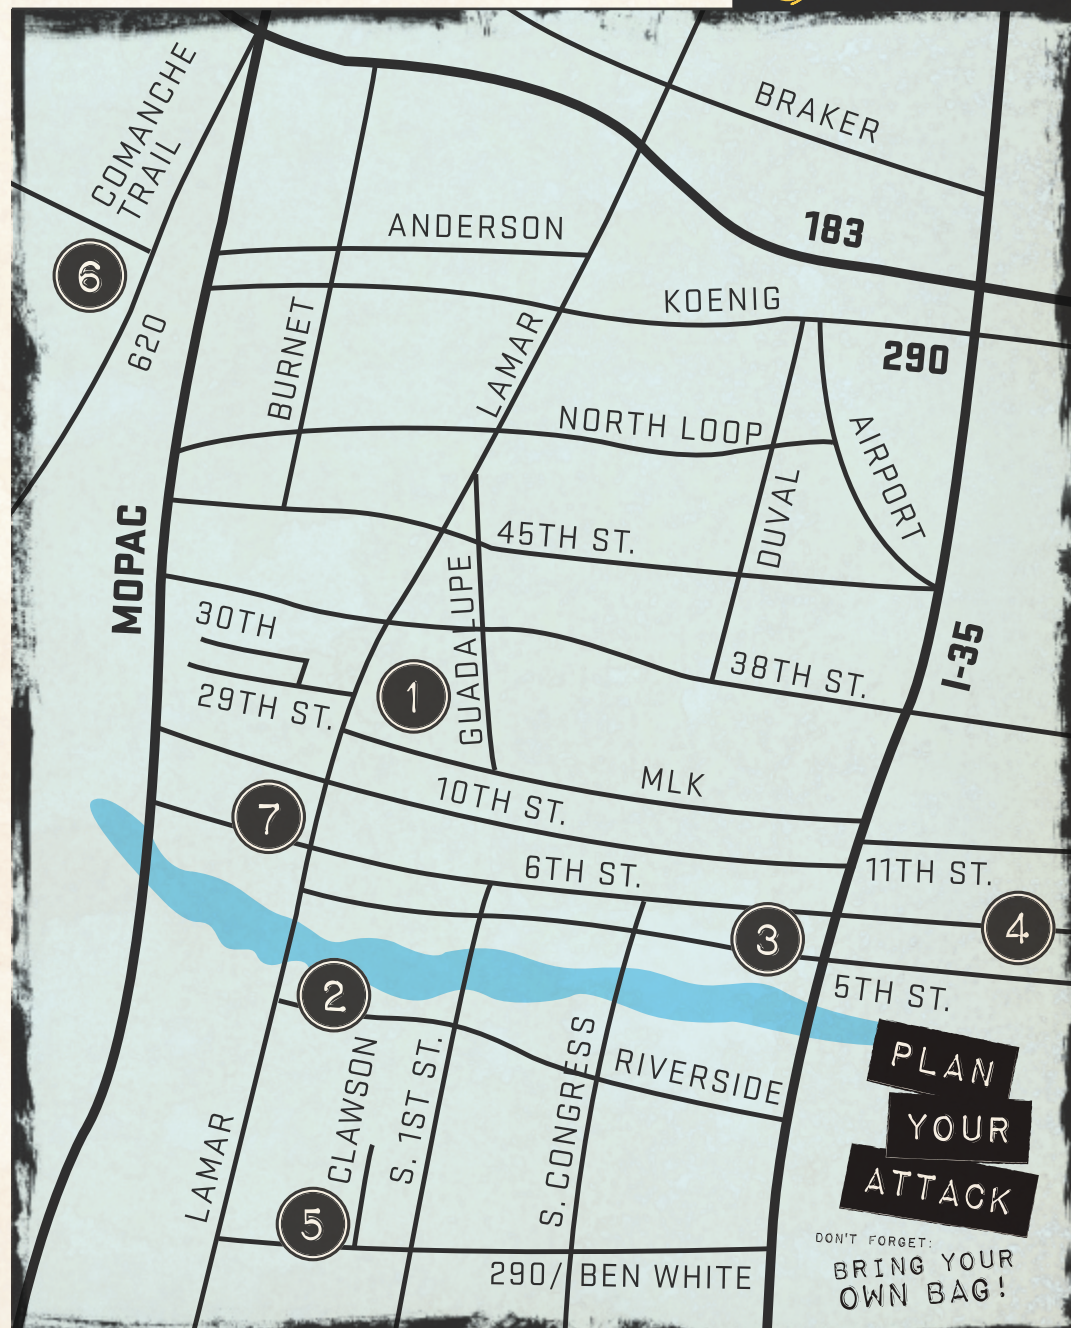 COMANCHE
TRAIL
BRAKER
183
ANDERSON
6
KOENIG
620
BURNET
LAMAR
290
NORTH LOOP
AIRPORT
DUVAL
MOPAC
45TH ST.
GUADALUPE
30TH
I-35
38TH ST.
29TH ST.
1
MLK
10TH ST.
7
6TH ST.
11TH ST.
4
3
2
5TH ST.
RIVERSIDE
CLAWSON
S. 1ST ST.
S. CONGRESS
LAMAR
5
290/ BEN WHITE
PLAN
YOUR
ATTACK
DON'T FORGET:
BRING YOUR
OWN BAG!